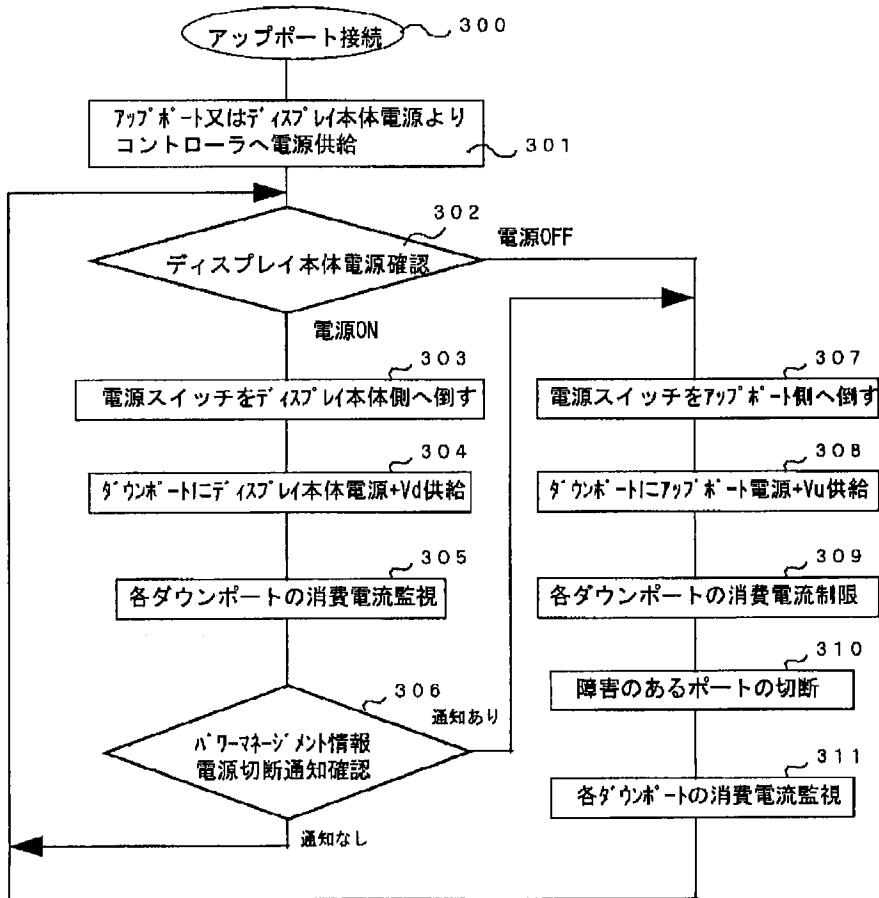 アップポート接続
300
アップポート又はディスプレイ本体電源より
コントローラへ電源供給
301
302
ディスプレイ本体電源確認
電源OFF
電源ON
303
電源スイッチをディスプレイ本体側へ倒す
304
ダウンポートにディスプレイ本体電源+Vd供給
305
各ダウンポートの消費電流監視
306
パワーマネージメント情報
電源切断通知確認
通知あり
通知なし
307
電源スイッチをアップポート側へ倒す
308
ダウンポートにアップポート電源+Vu供給
309
各ダウンポートの消費電流制限
310
障害のあるポートの切断
311
各ダウンポートの消費電流監視